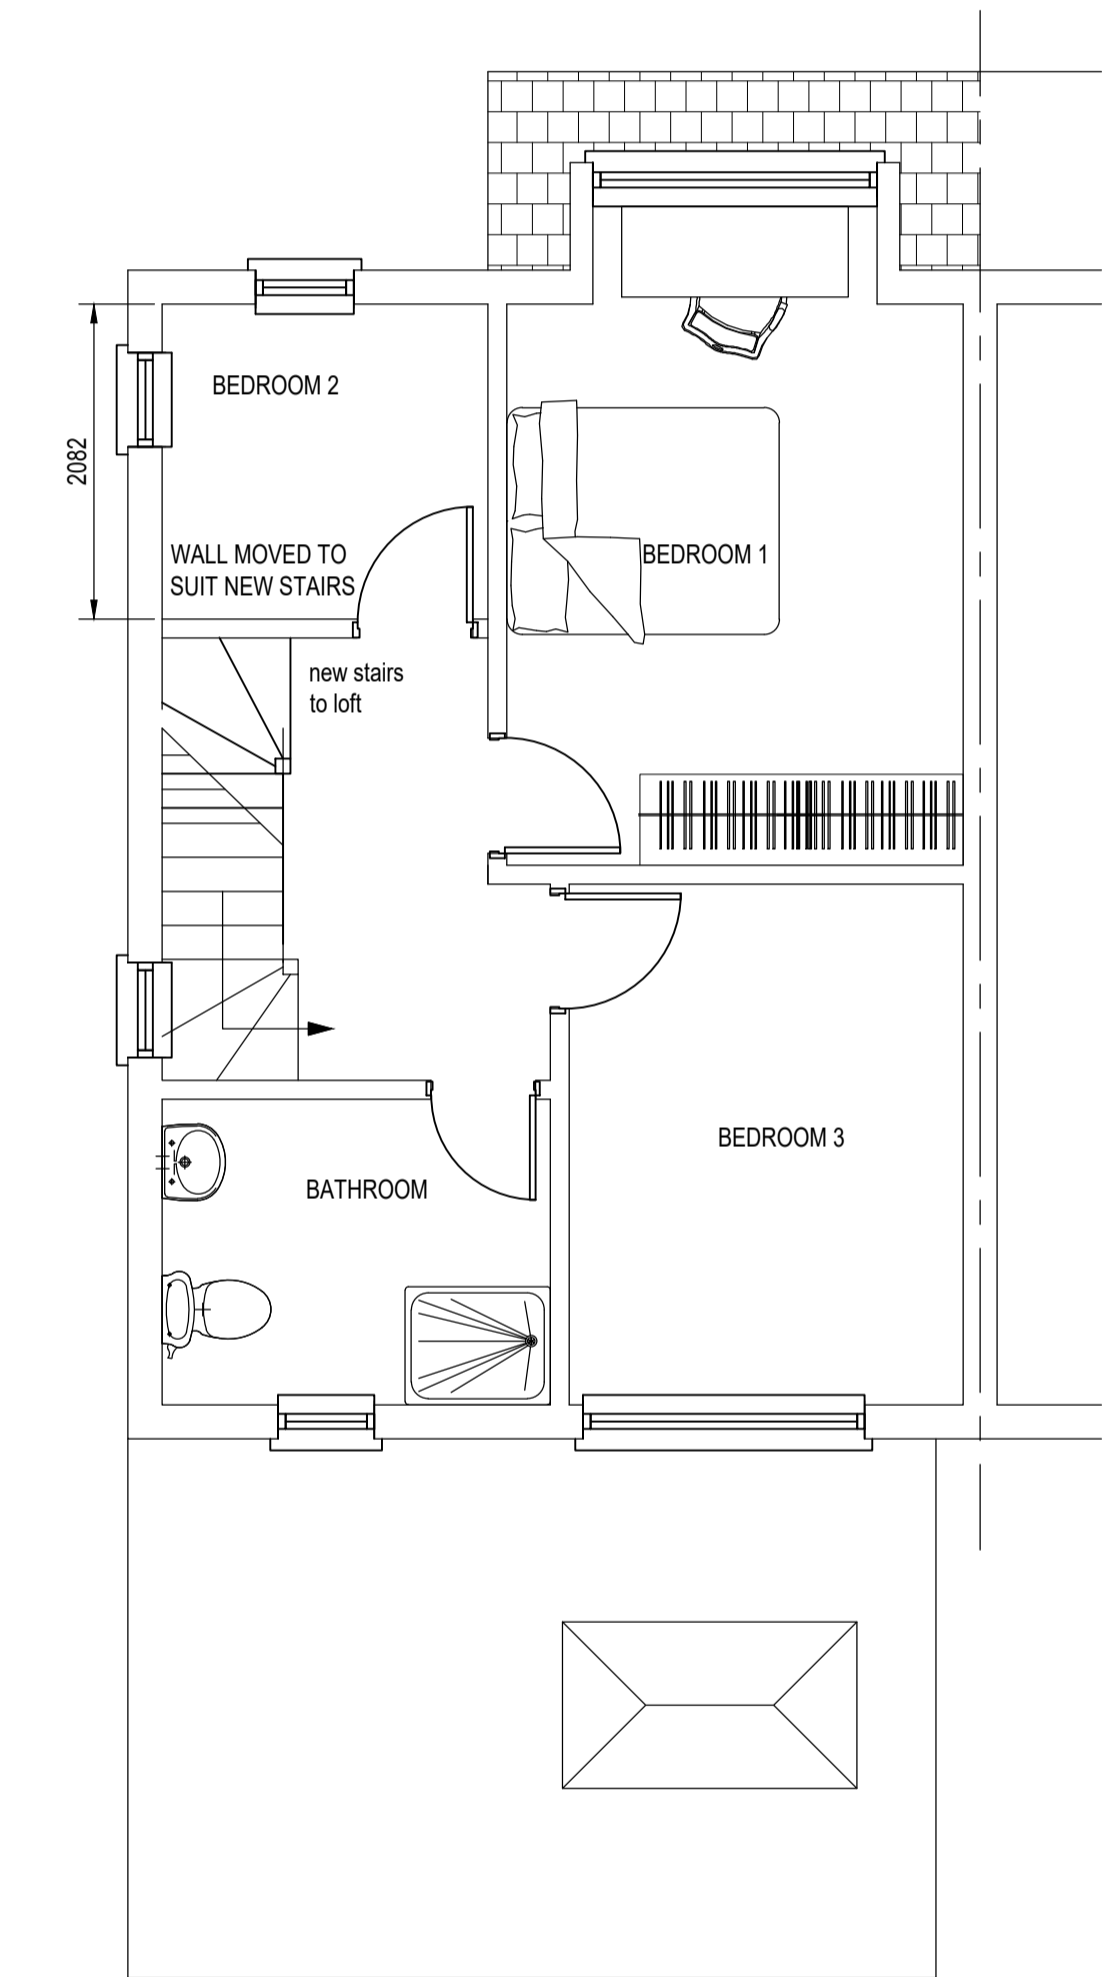 BEDROOM 2
2082
WALL MOVED TO
SUIT NEW STAIRS
BEDROOM 1
new stairs
to loft
BEDROOM 3
BATHROOM